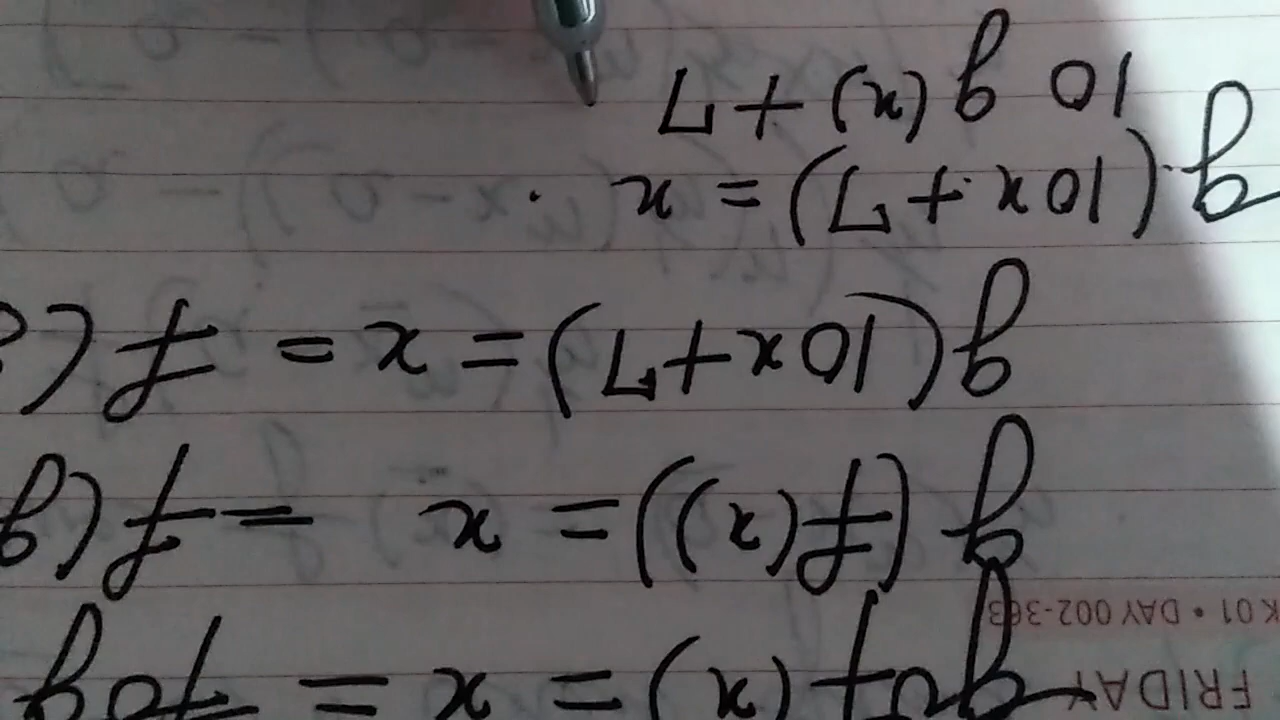 FRIDAY
gof(x) = x = fog
K 01 • DAY 002-363
g(f(x)) = x = f(g
g(10x+7) = x = f(
g.(10x+7) = x .
10 g(x) + 7